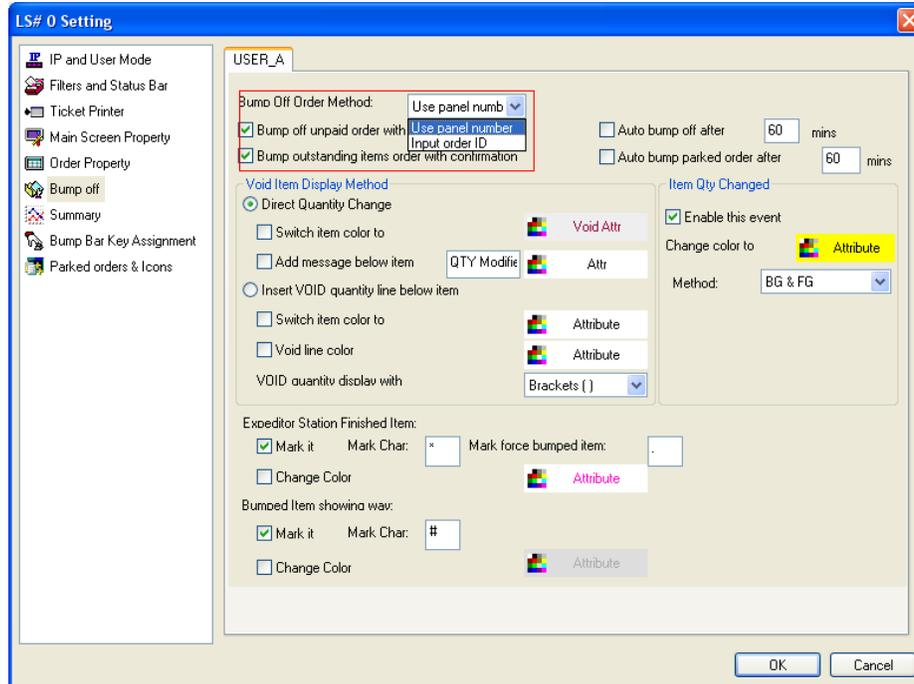 LS# 0 Setting
IP and User Mode
Filters and Status Bar
Ticket Printer
Main Screen Property
Order Property
Bump off
Summary
Bump Bar Key Assignment
Parked orders & Icons
USER_A
Bump Off Order Method: Use panel numb
Use panel number
Input order ID
Bump off unpaid order with
Bump outstanding items order with confirmation
Auto bump off after 60 mins
Auto bump parked order after 60 mins
Void Item Display Method
Direct Quantity Change
Switch item color to Void Attr
Add message below item QTY Modifie Attr
Insert VOID quantity line below item
Switch item color to Attribute
Void line color Attribute
VOID quantity display with Brackets ( )
Item Qty Changed
Enable this event
Change color to Attribute
Method: BG & FG
Expeditor Station Finished Item:
Mark it Mark Char: * Mark force bumped item: .
Change Color Attribute
Bumped Item showing way:
Mark it Mark Char: #
Change Color Attribute
OK Cancel